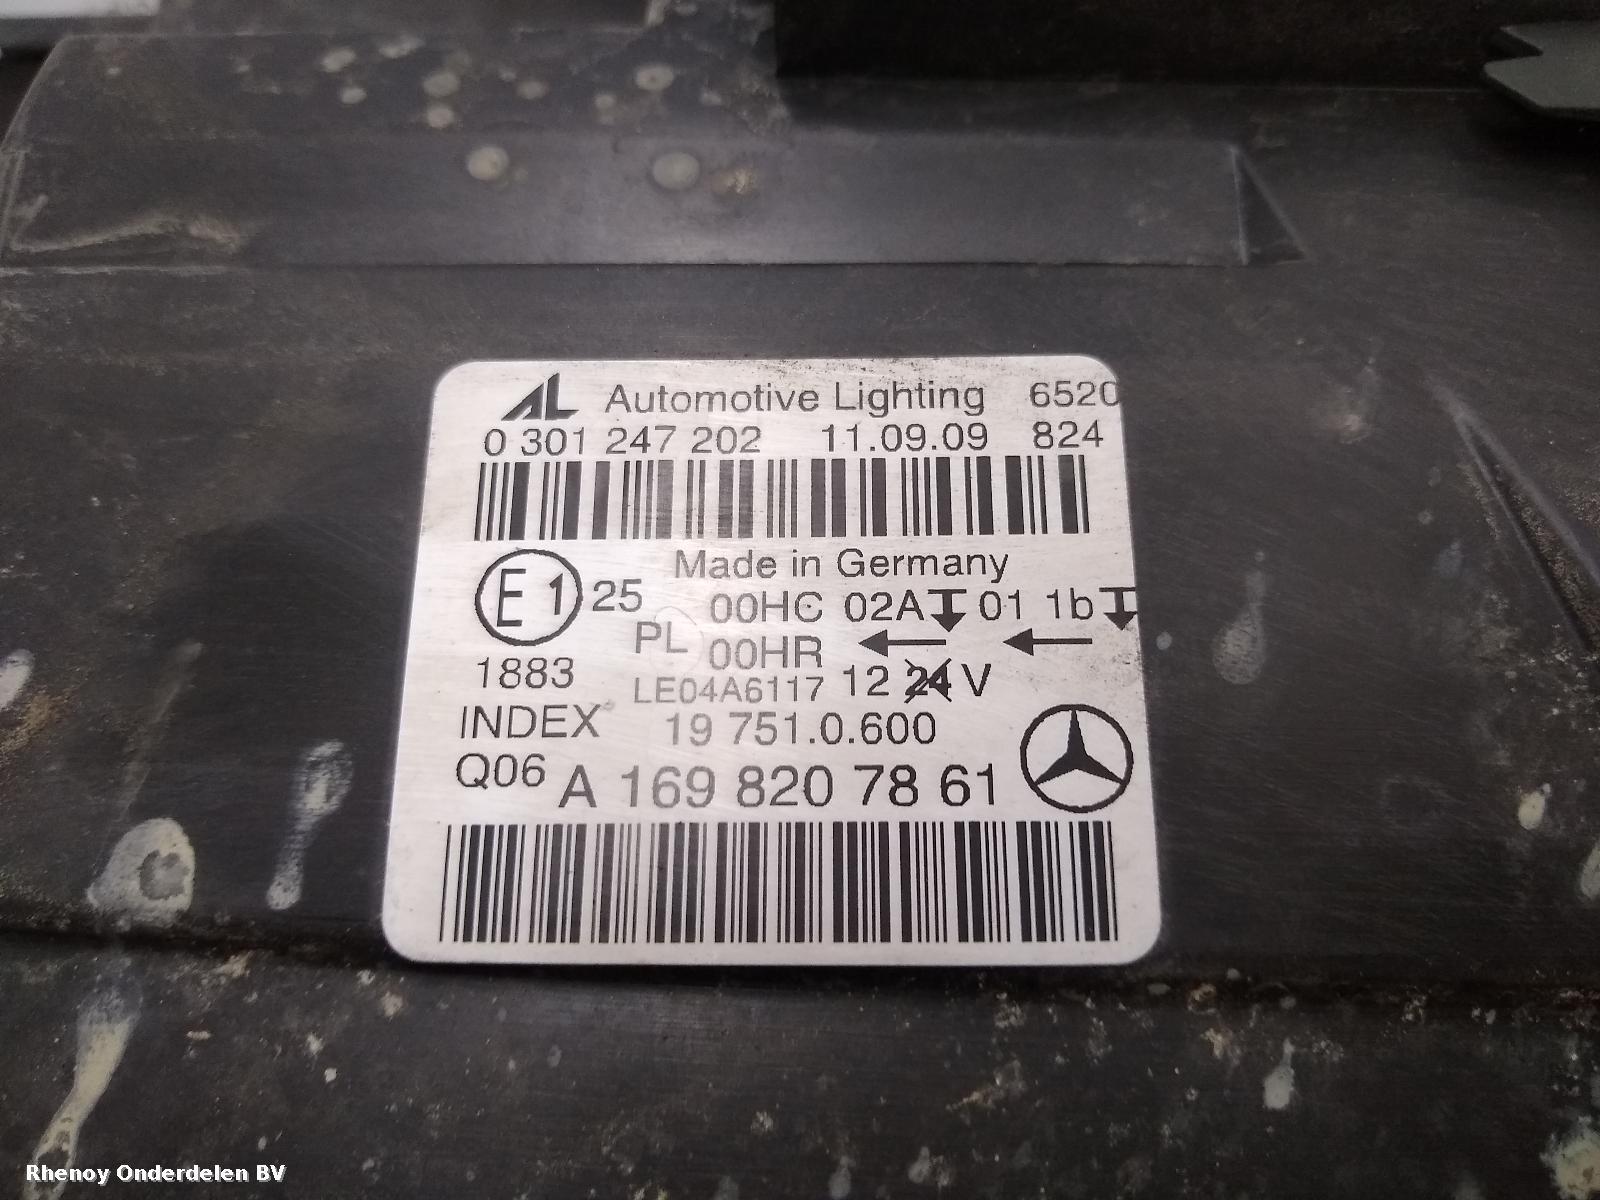 AL Automotive Lighting 6520
0 301 247 202 11.09.09 824
Made in Germany
E1 25 00HC 02A 01 1b
PL 00HR
1883 LE04A6117 12 24 V
INDEX 19 751.0.600
Q06 A 169 820 78 61
Rhenoy Onderdelen BV